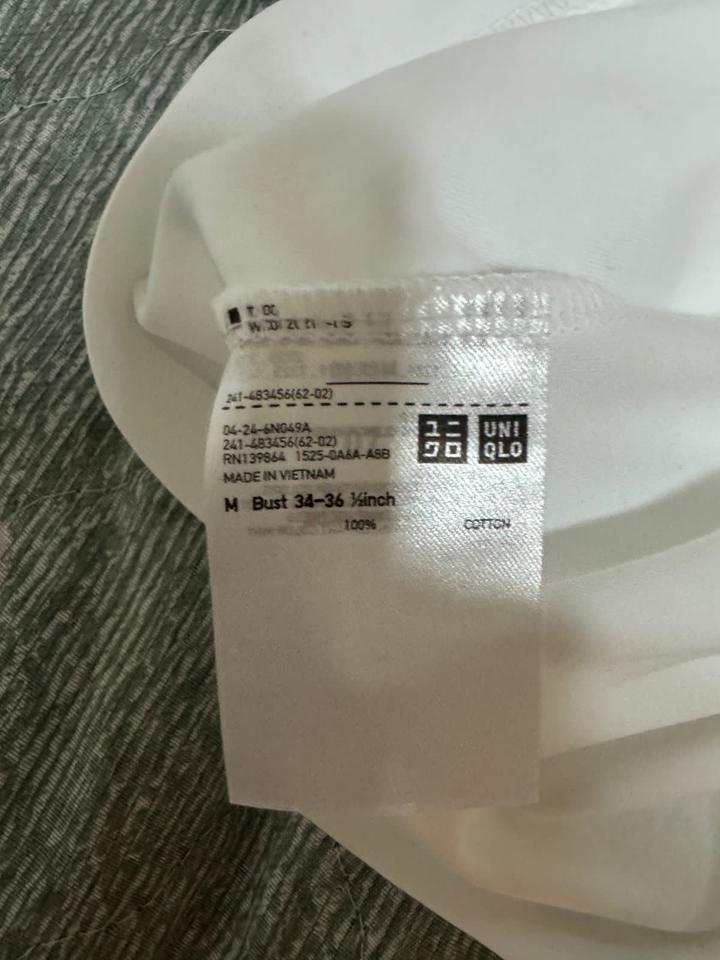 241-483456(62-02)
04-24-6N049A
241-483456(62-02)
RN139864 1525-0A6A-A8B
MADE IN VIETNAM
ユニ
クロ
UNI
QLO
M Bust 34-36 ½inch
100% COTTON